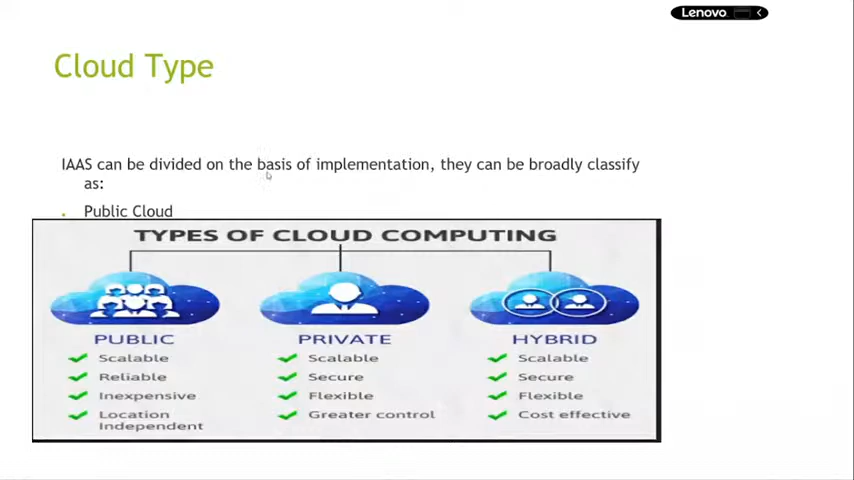 Lenovo
Cloud Type
IAAS can be divided on the basis of implementation, they can be broadly classify
as:
Public Cloud
TYPES OF CLOUD COMPUTING
PUBLIC
Scalable
Reliable
Inexpensive
Location
Independent
PRIVATE
Scalable
Secure
Flexible
Greater control
HYBRID
Scalable
Secure
Flexible
Cost effective